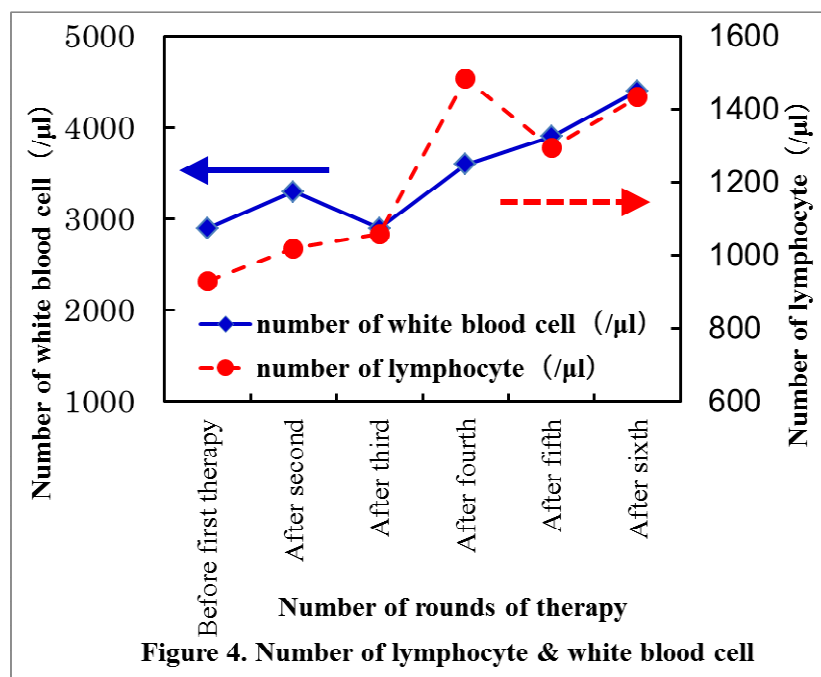 Number of white blood cell （/μl）
5000
4000
3000
2000
1000
1600
1400
1200
1000
800
600
Number of lymphocyte （/μl）
number of white blood cell（/μl）
number of lymphocyte（/μl）
Before first therapy
After second
After third
After fourth
After fifth
After sixth
Number of rounds of therapy
Figure 4. Number of lymphocyte & white blood cell